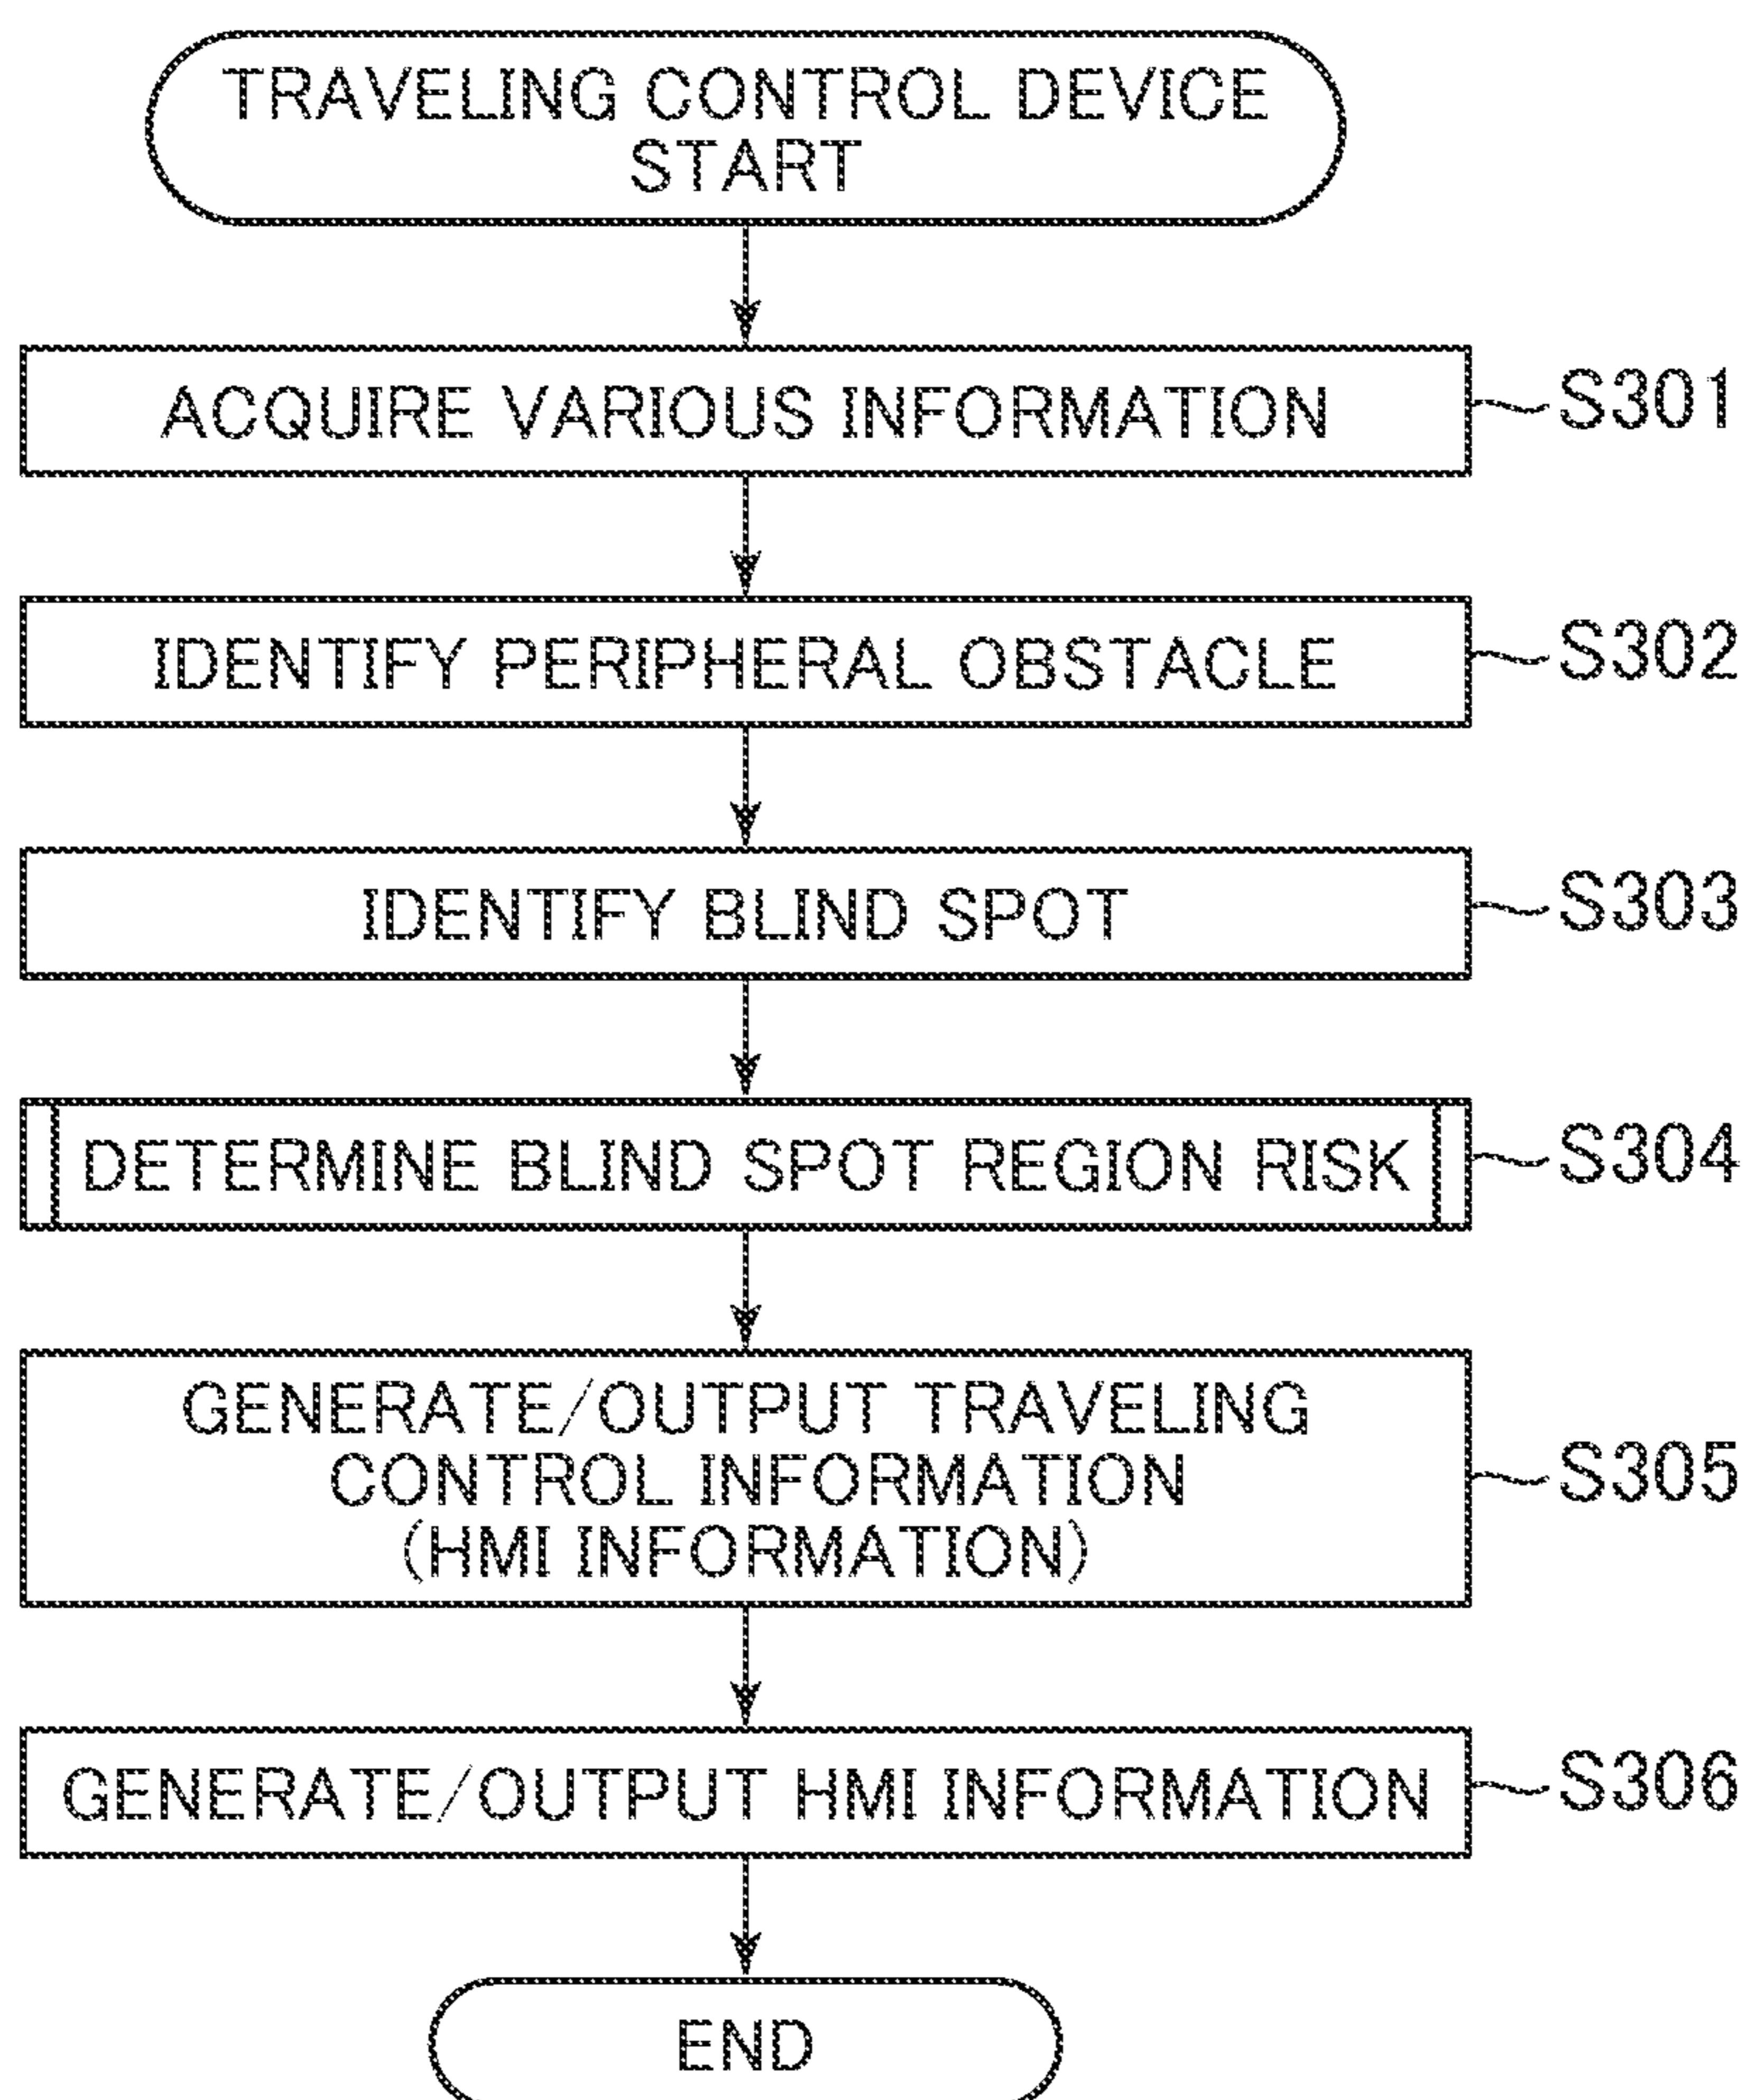 TRAVELING CONTROL DEVICE
START
ACQUIRE VARIOUS INFORMATION
S301
IDENTIFY PERIPHERAL OBSTACLE
S302
IDENTIFY BLIND SPOT
S303
DETERMINE BLIND SPOT REGION RISK
S304
GENERATE/OUTPUT TRAVELING
CONTROL INFORMATION
(HMI INFORMATION)
S305
GENERATE/OUTPUT HMI INFORMATION
S306
END